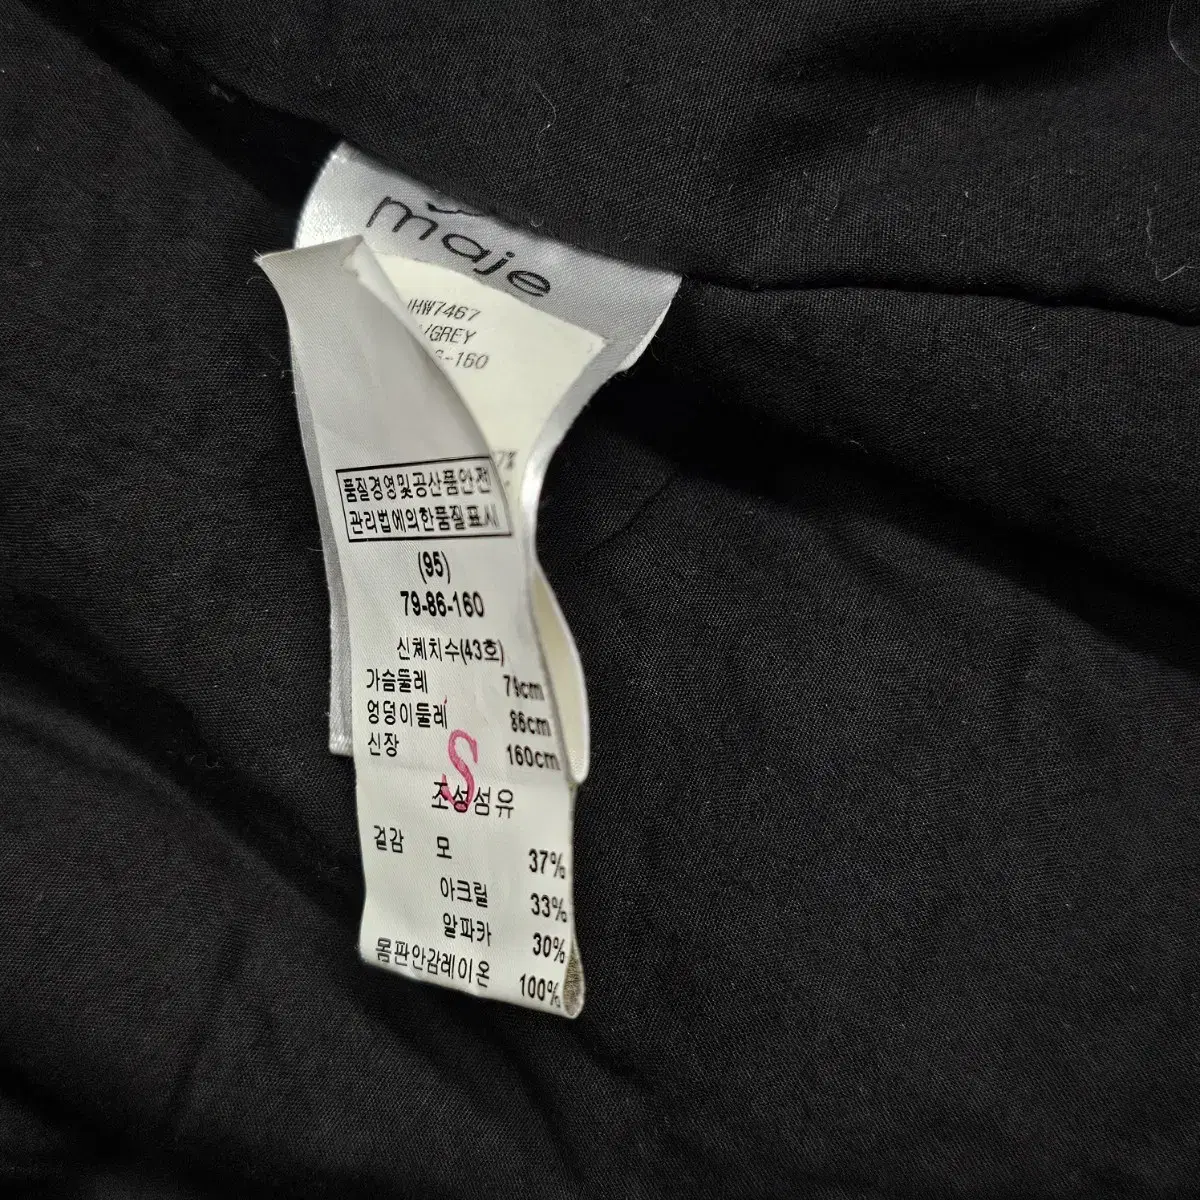 maje
HW7467
/GREY
-160
7%
품질경영및공산품안전
관리법에의한품질표시
(95)
79-86-160
신체치수(43호)
가슴둘레 79cm
엉덩이둘레 86cm
신장 160cm
S
조성섬유
겉감 모 37%
아크릴 33%
알파카 30%
몸판안감레이온 100%